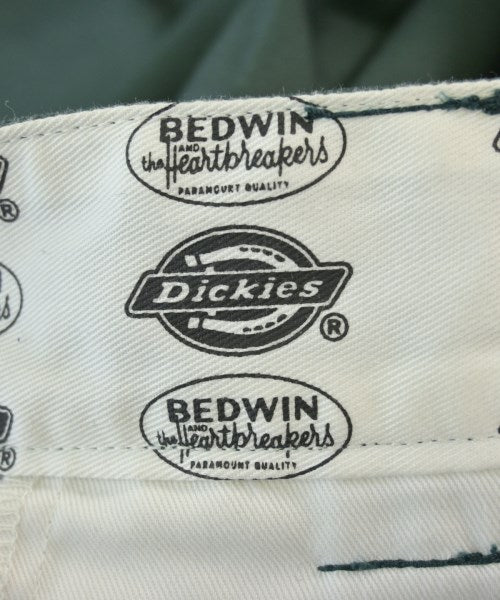 BEDWIN
AND
the Heartbreakers
PARAMOUNT QUALITY
®
Dickies
®
s
BEDWIN
AND
the Heartbreakers
PARAMOUNT QUALITY
®